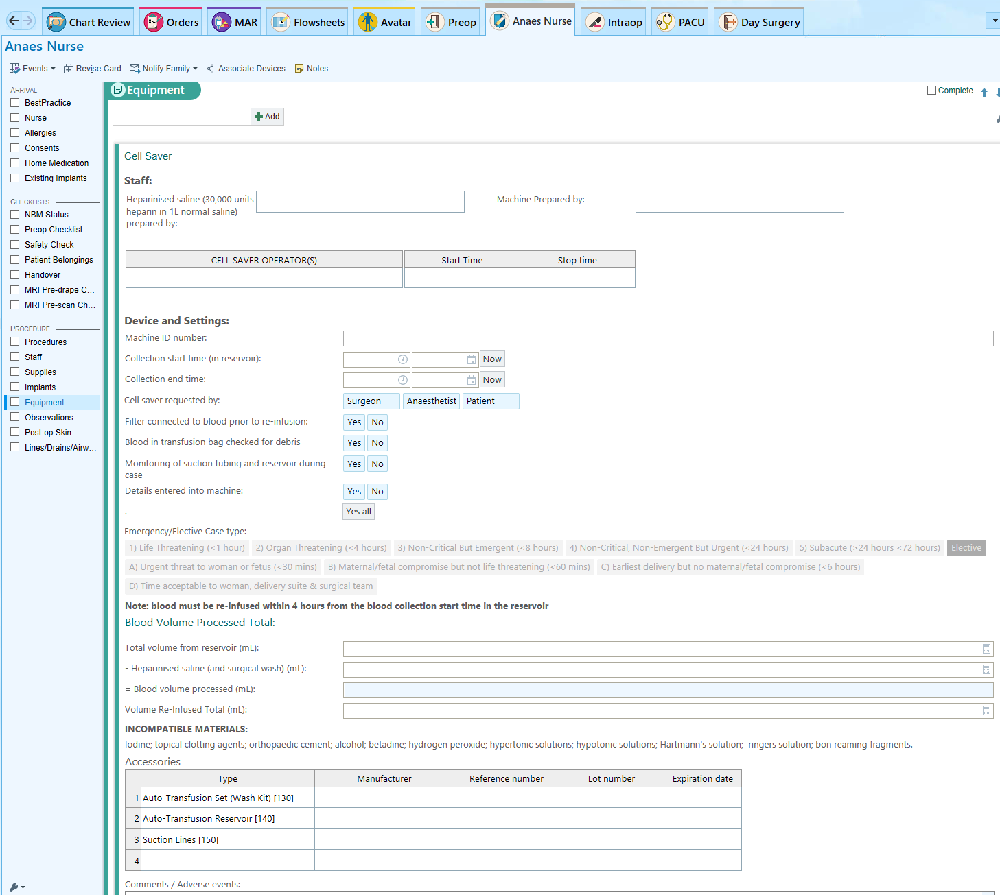 Chart Review Orders MAR Flowsheets Avatar Preop Anaes Nurse Intraop PACU Day Surgery
Anaes Nurse
Events Revise Card Notify Family Associate Devices Notes
ARRIVAL
BestPractice
Nurse
Allergies
Consents
Home Medication
Existing Implants
CHECKLISTS
NBM Status
Preop Checklist
Safety Check
Patient Belongings
Handover
MRI Pre-drape C...
MRI Pre-scan Ch...
PROCEDURE
Procedures
Staff
Supplies
Implants
Equipment
Observations
Post-op Skin
Lines/Drains/Airw...
Equipment
Complete
Add
Cell Saver
Staff:
Heparinised saline (30,000 units
heparin in 1L normal saline)
prepared by:
Machine Prepared by:
CELL SAVER OPERATOR(S) Start Time Stop time
Device and Settings:
Machine ID number:
Collection start time (in reservoir): Now
Collection end time: Now
Cell saver requested by: Surgeon Anaesthetist Patient
Filter connected to blood prior to re-infusion: Yes No
Blood in transfusion bag checked for debris Yes No
Monitoring of suction tubing and reservoir during
case
Yes No
Details entered into machine: Yes No
. Yes all
Emergency/Elective Case type:
1) Life Threatening (<1 hour) 2) Organ Threatening (<4 hours) 3) Non-Critical But Emergent (<8 hours) 4) Non-Critical, Non-Emergent But Urgent (<24 hours) 5) Subacute (>24 hours <72 hours) Elective
A) Urgent threat to woman or fetus (<30 mins) B) Maternal/fetal compromise but not life threatening (<60 mins) C) Earliest delivery but no maternal/fetal compromise (<6 hours)
D) Time acceptable to woman, delivery suite & surgical team
Note: blood must be re-infused within 4 hours from the blood collection start time in the reservoir
Blood Volume Processed Total:
Total volume from reservoir (mL):
- Heparinised saline (and surgical wash) (mL):
= Blood volume processed (mL):
Volume Re-Infused Total (mL):
INCOMPATIBLE MATERIALS:
Iodine; topical clotting agents; orthopaedic cement; alcohol; betadine; hydrogen peroxide; hypertonic solutions; hypotonic solutions; Hartmann's solution;  ringers solution; bon reaming fragments.
Accessories
Type Manufacturer Reference number Lot number Expiration date
1 Auto-Transfusion Set (Wash Kit) [130]
2 Auto-Transfusion Reservoir [140]
3 Suction Lines [150]
4
Comments / Adverse events: